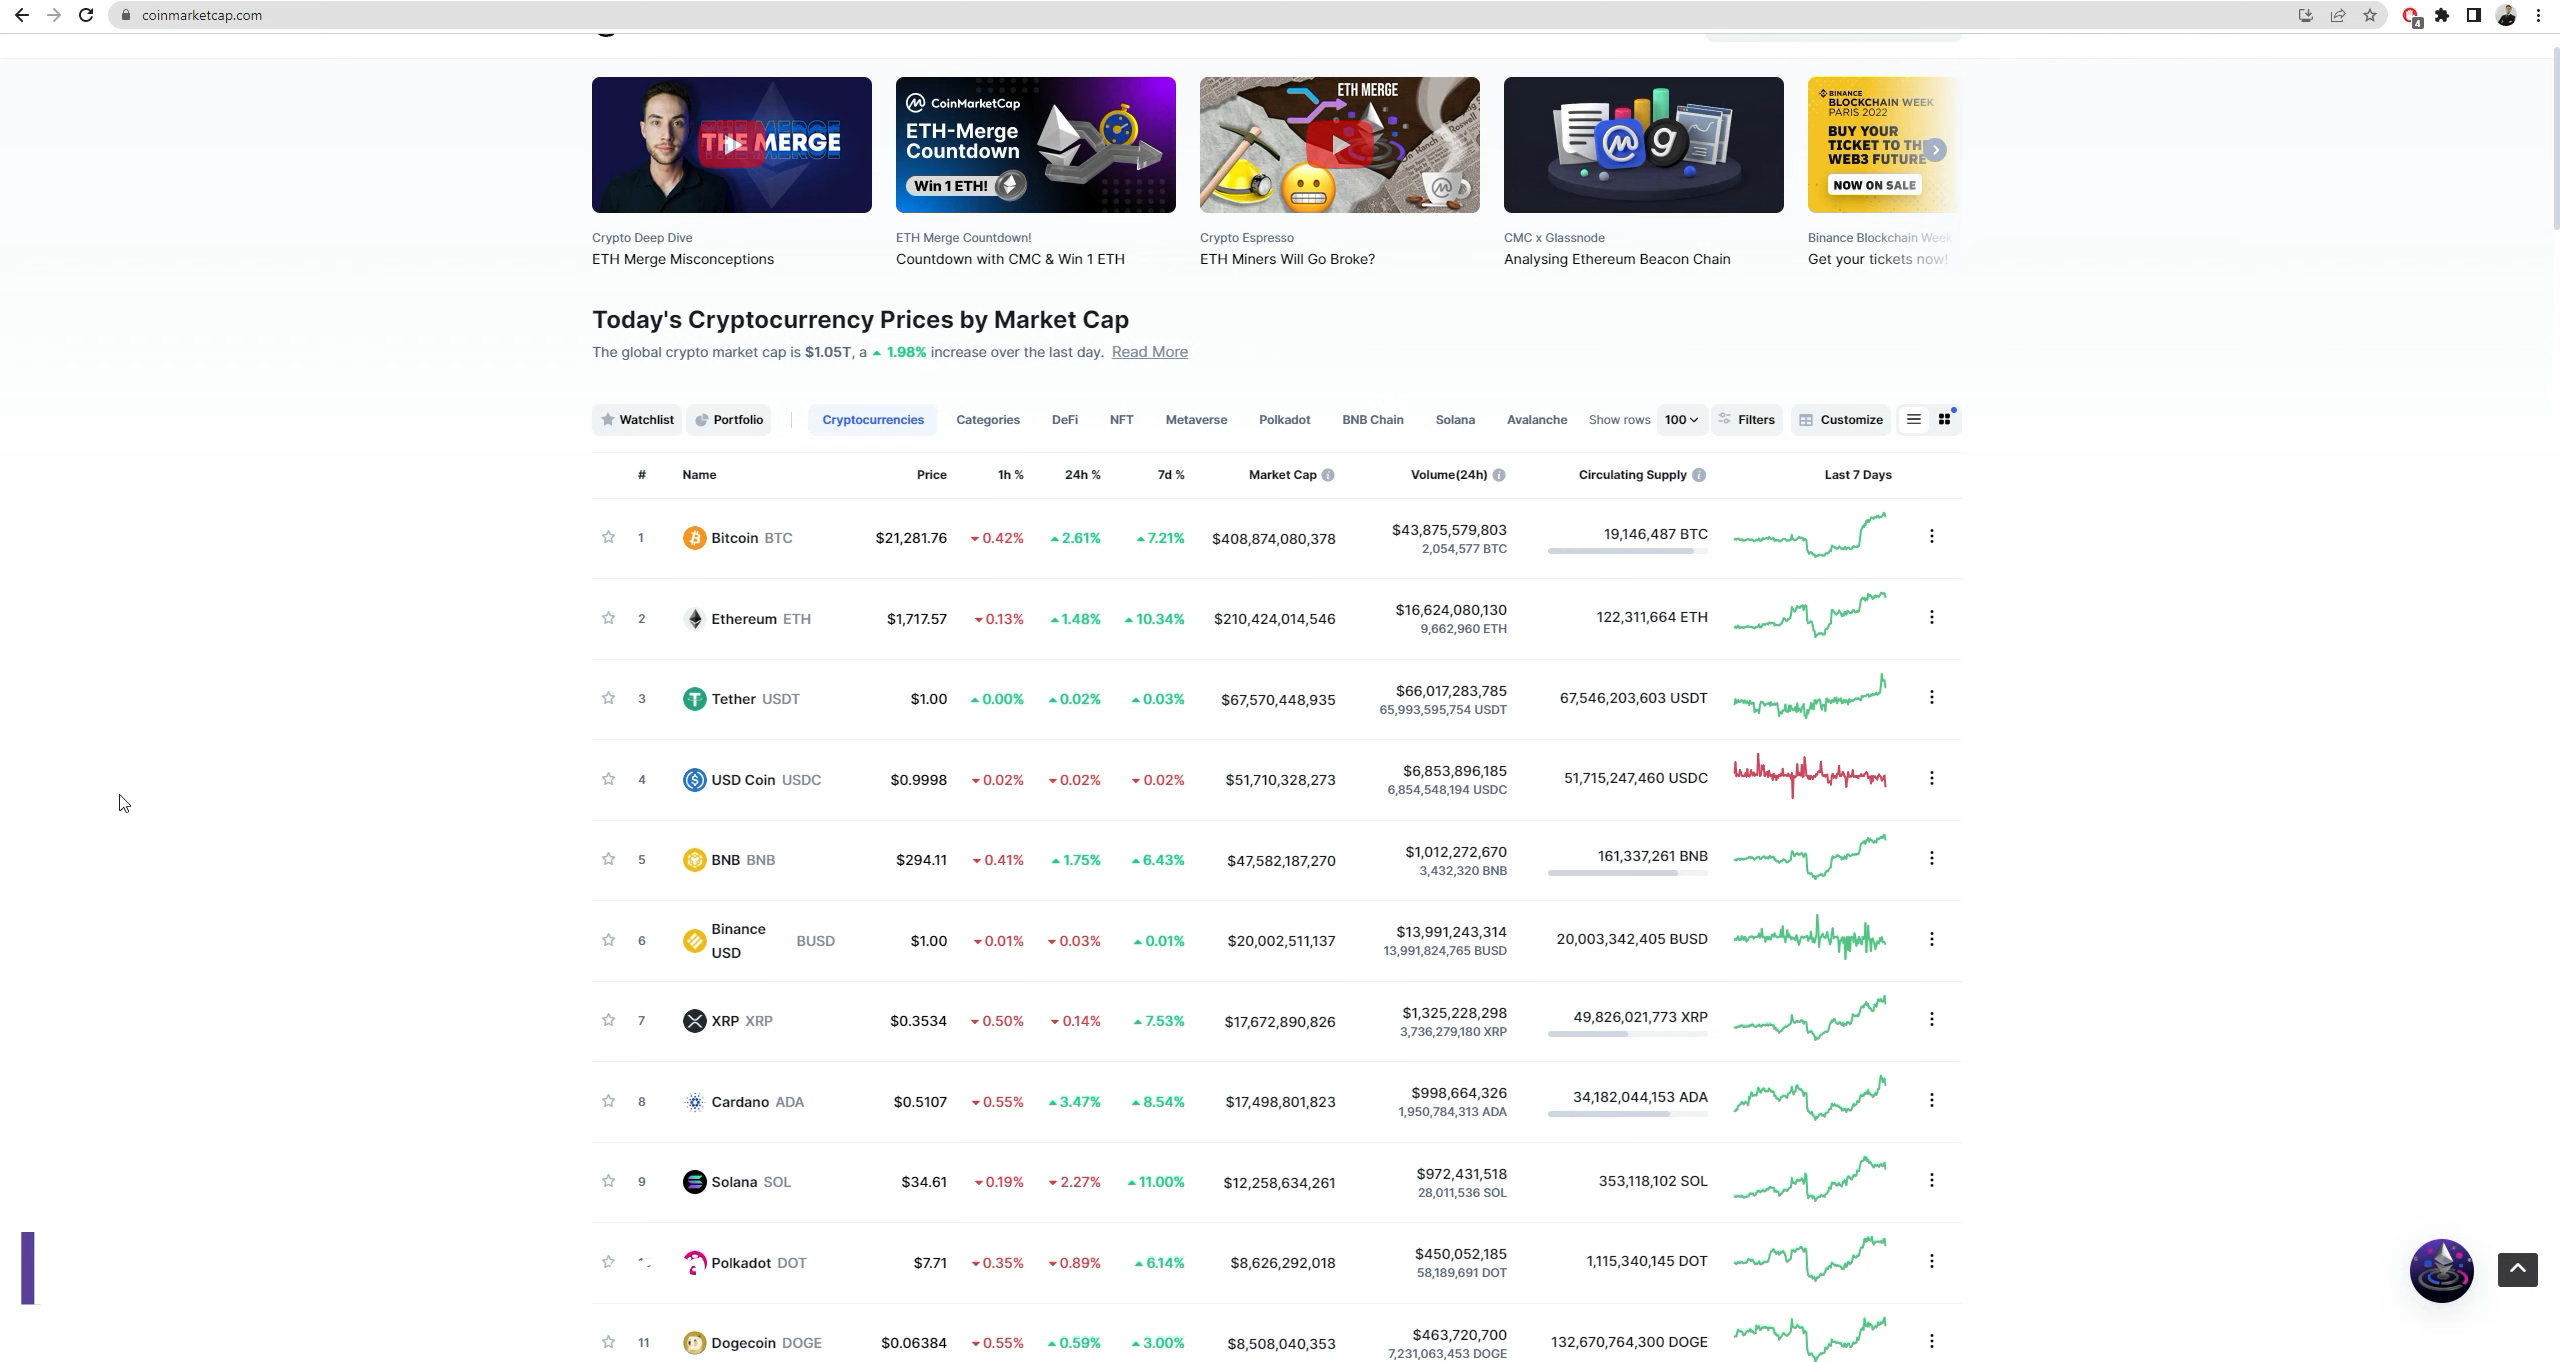 coinmarketcap.com
4
THE MERGE
CoinMarketCap
ETH-Merge
Countdown
Win 1 ETH!
ETH MERGE
BINANCE
BLOCKCHAIN WEEK
PARIS 2022
BUY YOUR
TICKET TO THE
WEB3 FUTURE
NOW ON SALE
Crypto Deep Dive
ETH Merge Misconceptions
ETH Merge Countdown!
Countdown with CMC & Win 1 ETH
Crypto Espresso
ETH Miners Will Go Broke?
CMC x Glassnode
Analysing Ethereum Beacon Chain
Binance Blockchain Week
Get your tickets now!
Today's Cryptocurrency Prices by Market Cap
The global crypto market cap is $1.05T, a 1.98% increase over the last day. Read More
Watchlist Portfolio Cryptocurrencies Categories DeFi NFT Metaverse Polkadot BNB Chain Solana Avalanche Show rows 100 Filters Customize
# Name Price 1h % 24h % 7d % Market Cap Volume(24h) Circulating Supply Last 7 Days
1 Bitcoin BTC $21,281.76 0.42% 2.61% 7.21% $408,874,080,378 $43,875,579,803 19,146,487 BTC
2,054,577 BTC
2 Ethereum ETH $1,717.57 0.13% 1.48% 10.34% $210,424,014,546 $16,624,080,130 122,311,664 ETH
9,662,960 ETH
3 Tether USDT $1.00 0.00% 0.02% 0.03% $67,570,448,935 $66,017,283,785 67,546,203,603 USDT
65,993,595,754 USDT
4 USD Coin USDC $0.9998 0.02% 0.02% 0.02% $51,710,328,273 $6,853,896,185 51,715,247,460 USDC
6,854,548,194 USDC
5 BNB BNB $294.11 0.41% 1.75% 6.43% $47,582,187,270 $1,012,272,670 161,337,261 BNB
3,432,320 BNB
6 Binance USD BUSD $1.00 0.01% 0.03% 0.01% $20,002,511,137 $13,991,243,314 20,003,342,405 BUSD
13,991,824,765 BUSD
7 XRP XRP $0.3534 0.50% 0.14% 7.53% $17,672,890,826 $1,325,228,298 49,826,021,773 XRP
3,736,279,180 XRP
8 Cardano ADA $0.5107 0.55% 3.47% 8.54% $17,498,801,823 $998,664,326 34,182,044,153 ADA
1,950,784,313 ADA
9 Solana SOL $34.61 0.19% 2.27% 11.00% $12,258,634,261 $972,431,518 353,118,102 SOL
28,011,536 SOL
Polkadot DOT $7.71 0.35% 0.89% 6.14% $8,626,292,018 $450,052,185 1,115,340,145 DOT
58,189,691 DOT
11 Dogecoin DOGE $0.06384 0.55% 0.59% 3.00% $8,508,040,353 $463,720,700 132,670,764,300 DOGE
7,231,063,453 DOGE